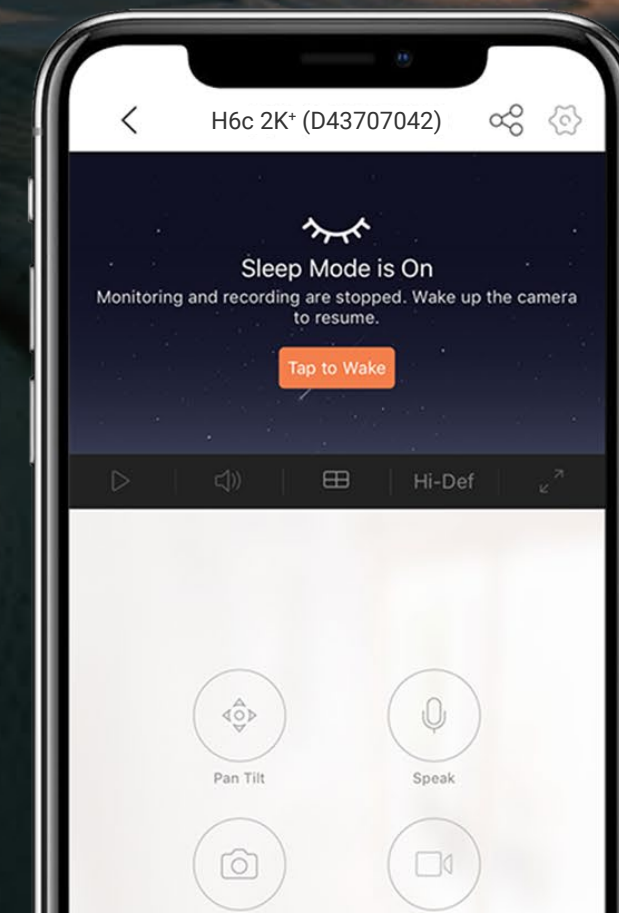 H6c 2K⁺ (D43707042)
Sleep Mode is On
Monitoring and recording are stopped. Wake up the camera
to resume.
Tap to Wake
Hi-Def
Pan Tilt
Speak